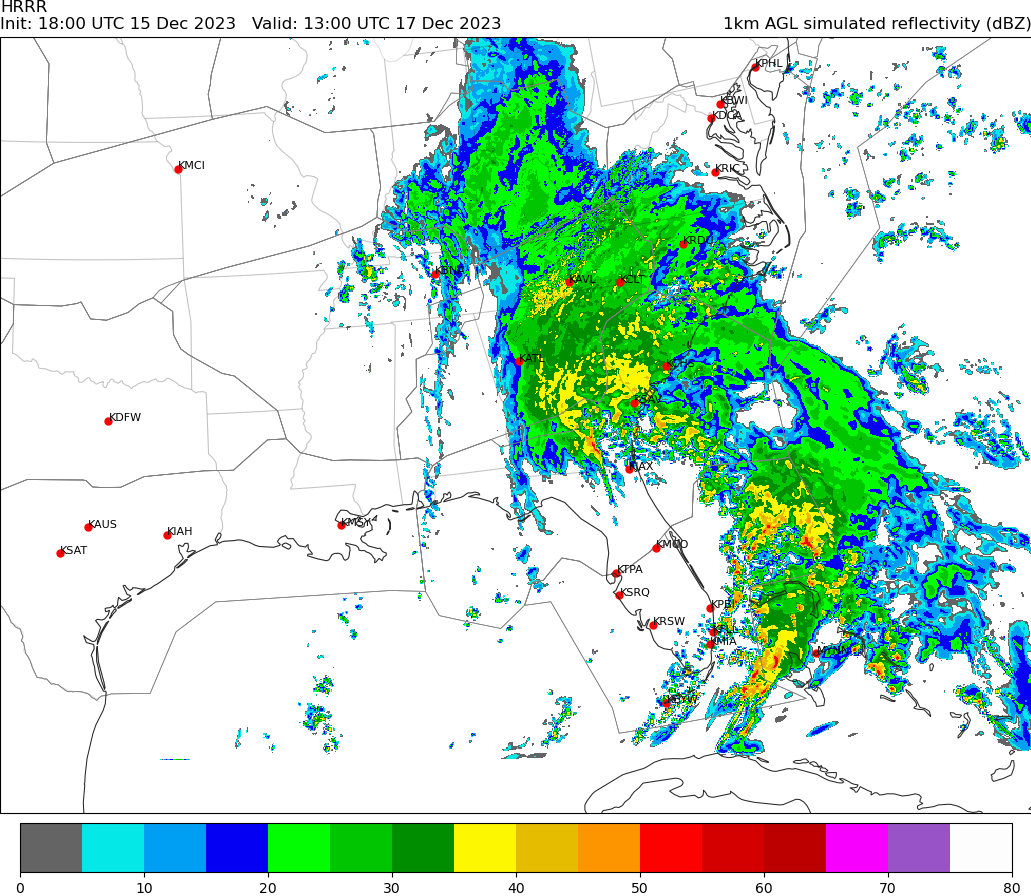 HRRR
Init: 18:00 UTC 15 Dec 2023   Valid: 13:00 UTC 17 Dec 2023
1km AGL simulated reflectivity (dBZ)
KPHL
KBWI
KDCA
KMCI
KRIC
KRDU
KBNA
KAVL
KCLT
KATL
KSAV
KDFW
KJAX
KMSY
KAUS
KIAH
KSAT
KMCO
KTPA
KSRQ
KPBI
KRSW
KFLL
KMIA
MYNN
KEYW
0 10 20 30 40 50 60 70 80